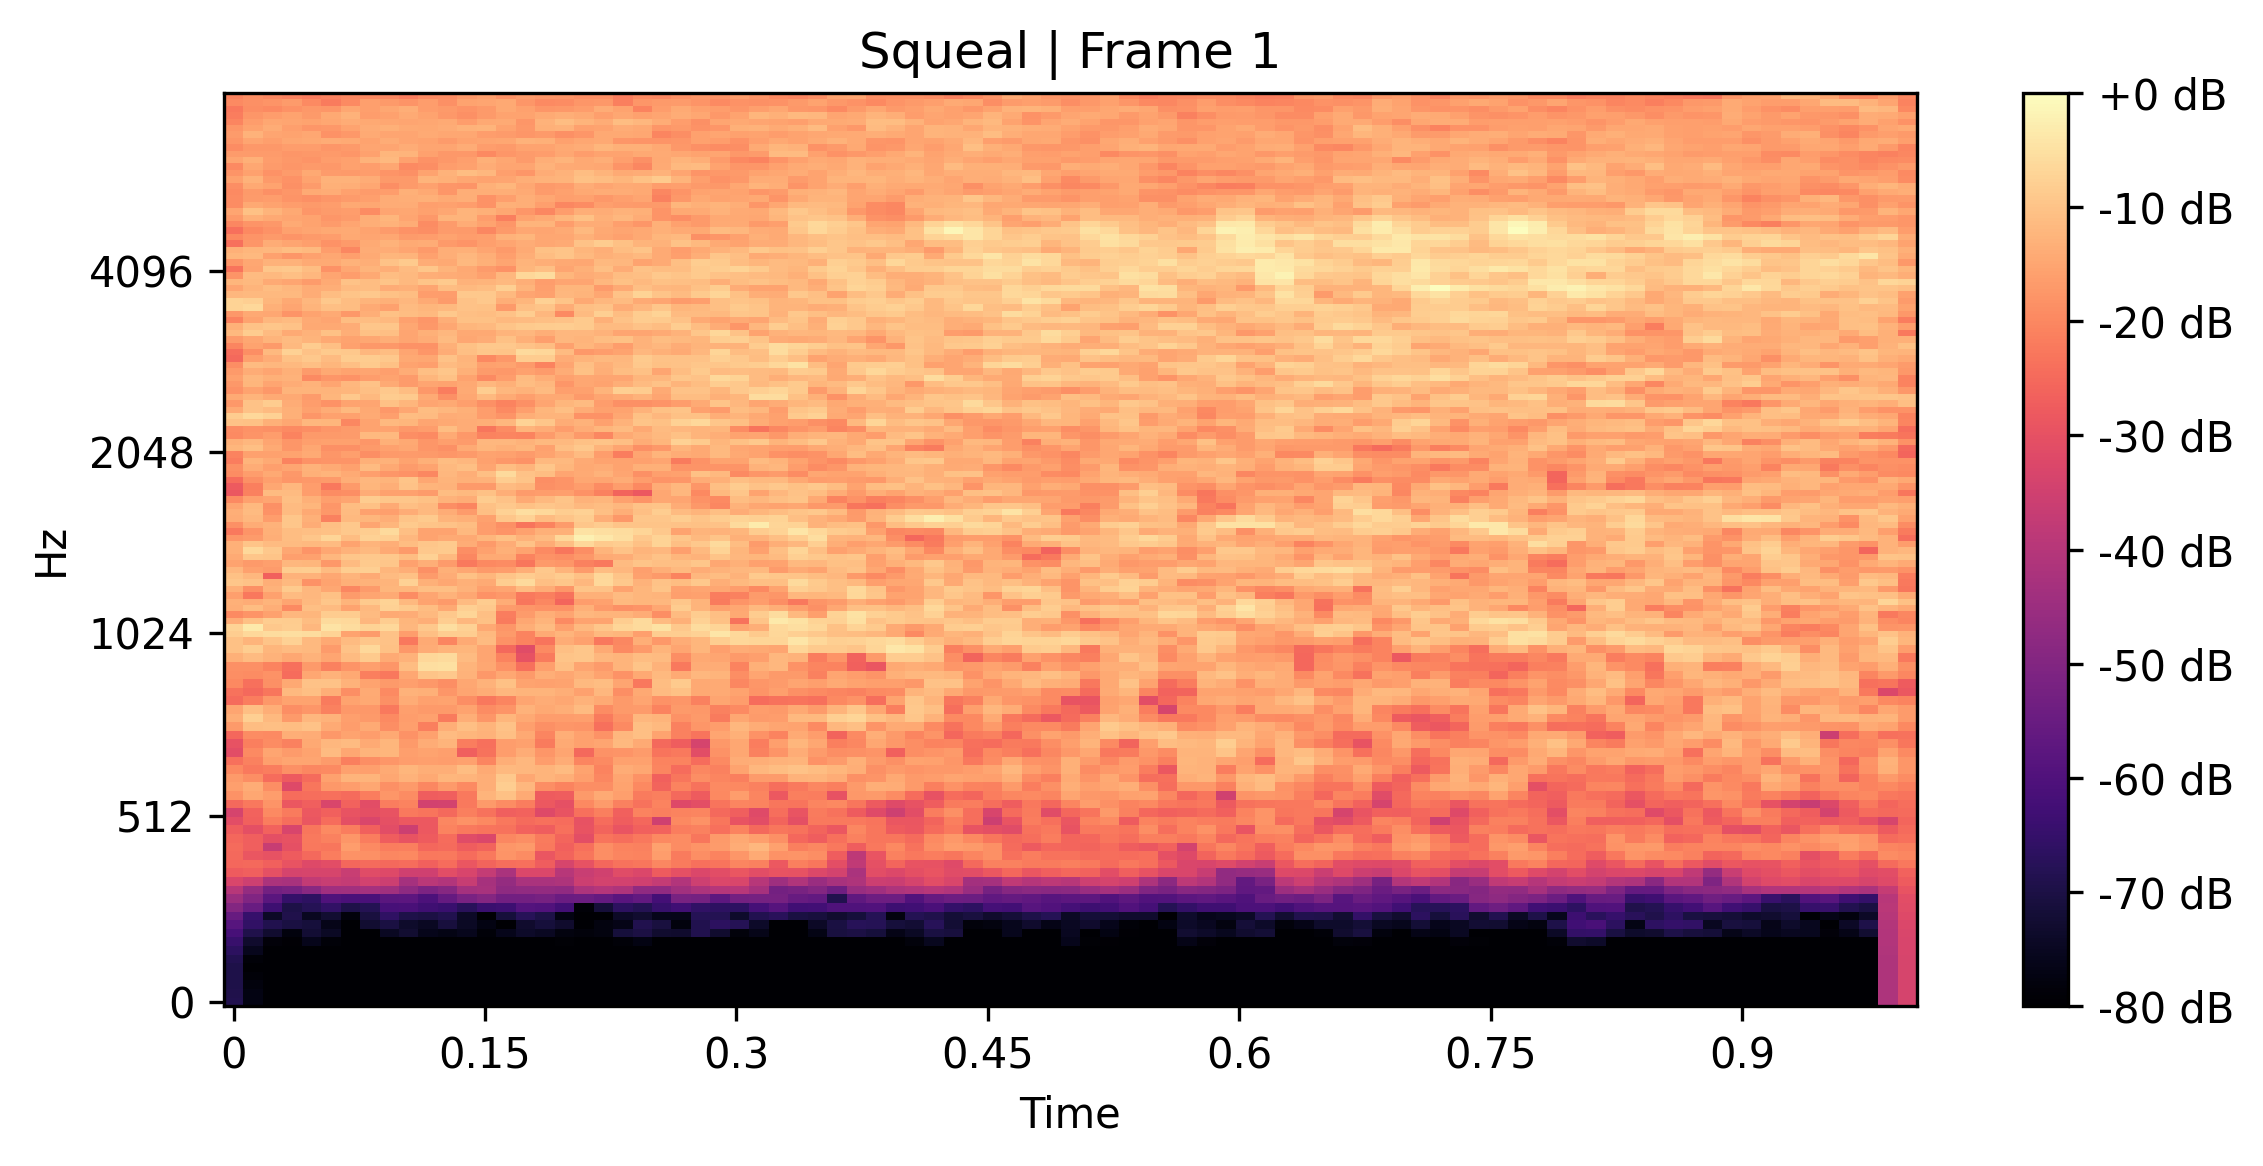 Squeal | Frame 1
+0 dB
-10 dB
-20 dB
-30 dB
-40 dB
-50 dB
-60 dB
-70 dB
-80 dB
Hz
4096
2048
1024
512
0
0 0.15 0.3 0.45 0.6 0.75 0.9
Time